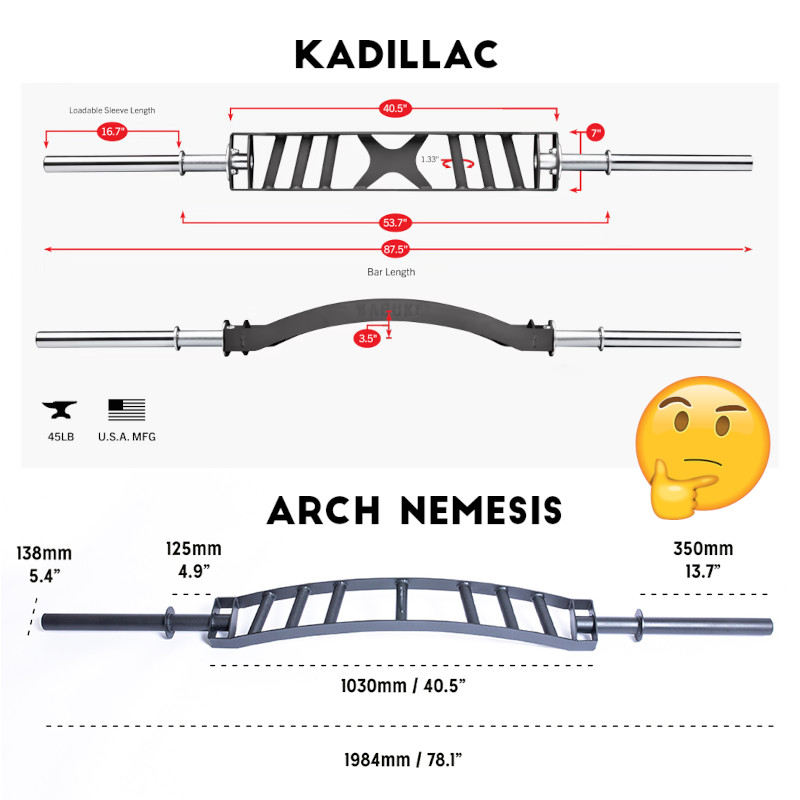 KADILLAC
Loadable Sleeve Length
40.5"
16.7"
7"
1.33"
53.7"
87.5"
Bar Length
KABUKI
3.5"
45LB
U.S.A. MFG
ARCH NEMESIS
138mm
5.4”
125mm
4.9”
350mm
13.7”
1030mm / 40.5”
1984mm / 78.1”